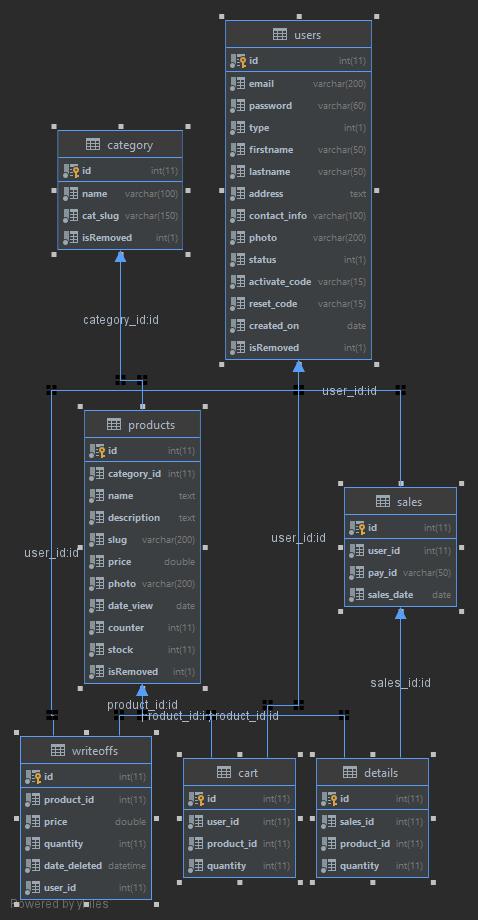 users
id int(11)
email varchar(200)
password varchar(60)
type int(1)
firstname varchar(50)
lastname varchar(50)
address text
contact_info varchar(100)
photo varchar(200)
status int(1)
activate_code varchar(15)
reset_code varchar(15)
created_on date
isRemoved int(1)
category
id int(11)
name varchar(100)
cat_slug varchar(150)
isRemoved int(1)
category_id:id
user_id:id
products
id int(11)
category_id int(11)
name text
description text
slug varchar(200)
price double
photo varchar(200)
date_view date
counter int(11)
stock int(11)
isRemoved int(1)
sales
id int(11)
user_id int(11)
pay_id varchar(50)
sales_date date
user_id:id
user_id:id
sales_id:id
product_id:id
roduct_id:i
roduct_id:id
writeoffs
id int(11)
product_id int(11)
price double
quantity int(11)
date_deleted datetime
user_id int(11)
cart
id int(11)
user_id int(11)
product_id int(11)
quantity int(11)
details
id int(11)
sales_id int(11)
product_id int(11)
quantity int(11)
Powered by yFiles